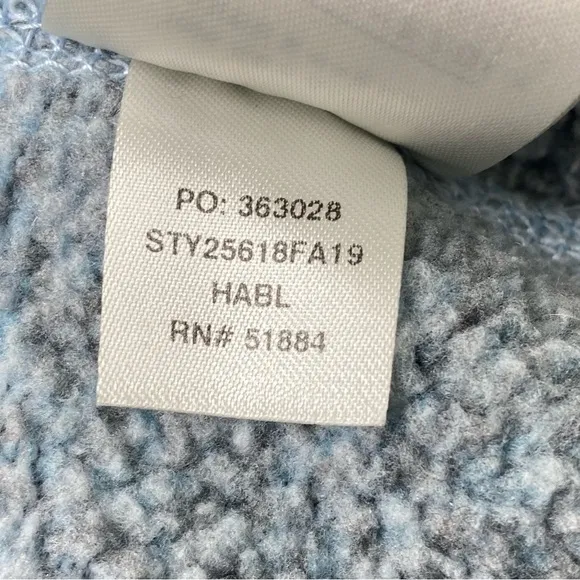 PO: 363028
STY25618FA19
HABL
RN# 51884